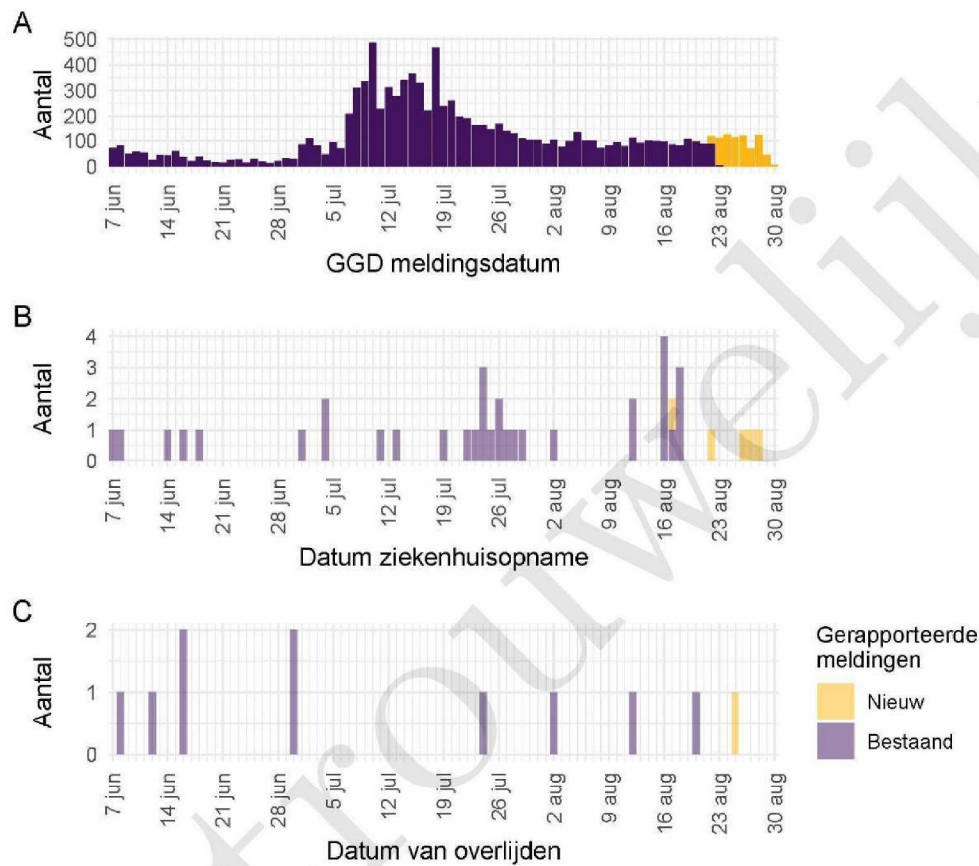 A
Aantal
500
400
300
200
100
0
7 jun
14 jun
21 jun
28 jun
5 jul
12 jul
19 jul
26 jul
2 aug
9 aug
16 aug
23 aug
30 aug
GGD meldingsdatum
B
Aantal
4
3
2
1
0
7 jun
14 jun
21 jun
28 jun
5 jul
12 jul
19 jul
26 jul
2 aug
9 aug
16 aug
23 aug
30 aug
Datum ziekenhuisopname
C
Aantal
2
1
0
7 jun
14 jun
21 jun
28 jun
5 jul
12 jul
19 jul
26 jul
2 aug
9 aug
16 aug
23 aug
30 aug
Datum van overlijden
Gerapporteerde
meldingen
Nieuw
Bestaand
trouwelij